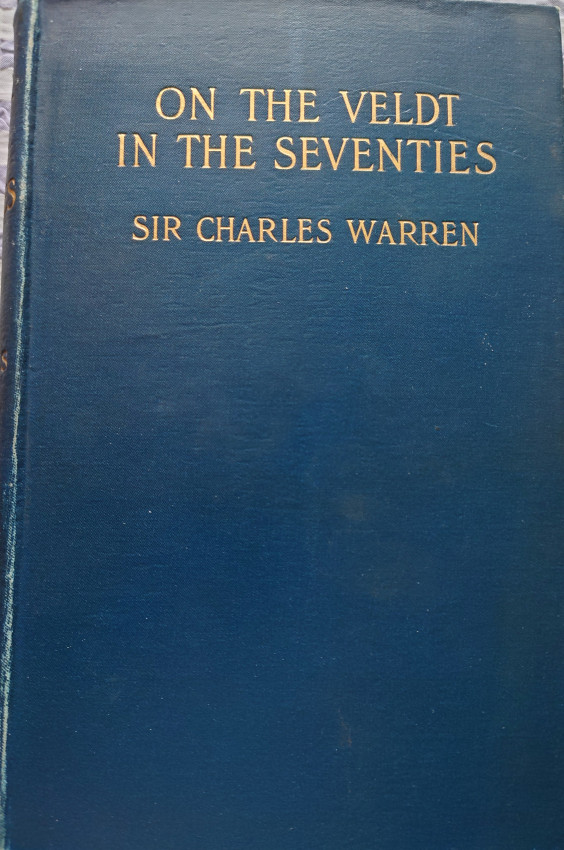 ON THE VELDT
IN THE SEVENTIES
SIR CHARLES WARREN